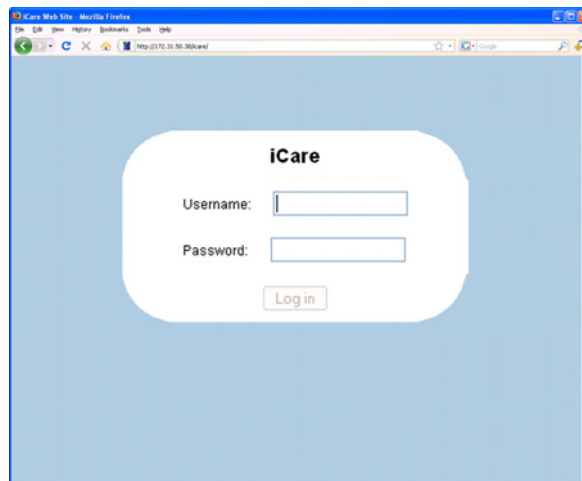 iCare Web Site - Mozilla Firefox
File Edit View History Bookmarks Tools Help
http://172.31.50.38/icare/ Google
iCare
Username:
Password:
Log in